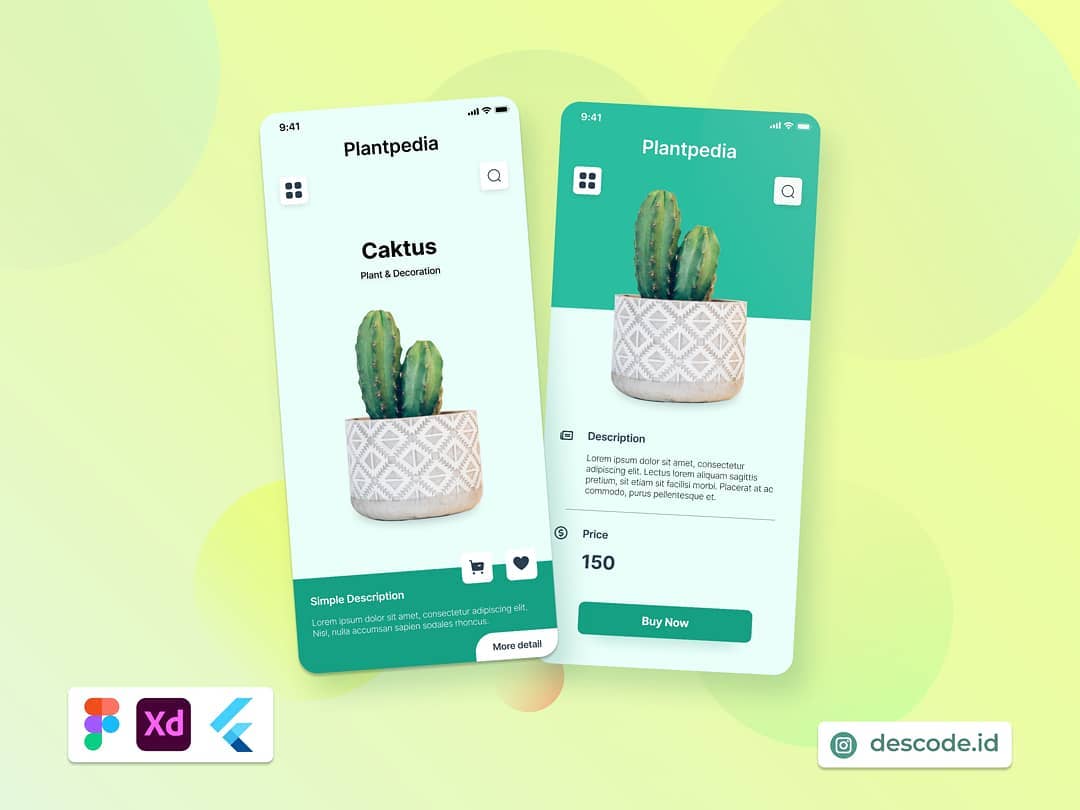 9:41
Plantpedia
Caktus
Plant & Decoration
Simple Description
Lorem ipsum dolor sit amet, consectetur adipiscing elit.
Nisi, nulla accumsan sapien sodales rhoncus.
More detail
9:41
Plantpedia
Description
Lorem ipsum dolor sit amet, consectetur
adipiscing elit. Lectus lorem aliquam sagittis
pretium, sit etiam sit facilisi morbi. Placerat at ac
commodo, purus pellentesque et.
Price
150
Buy Now
Xd
descode.id